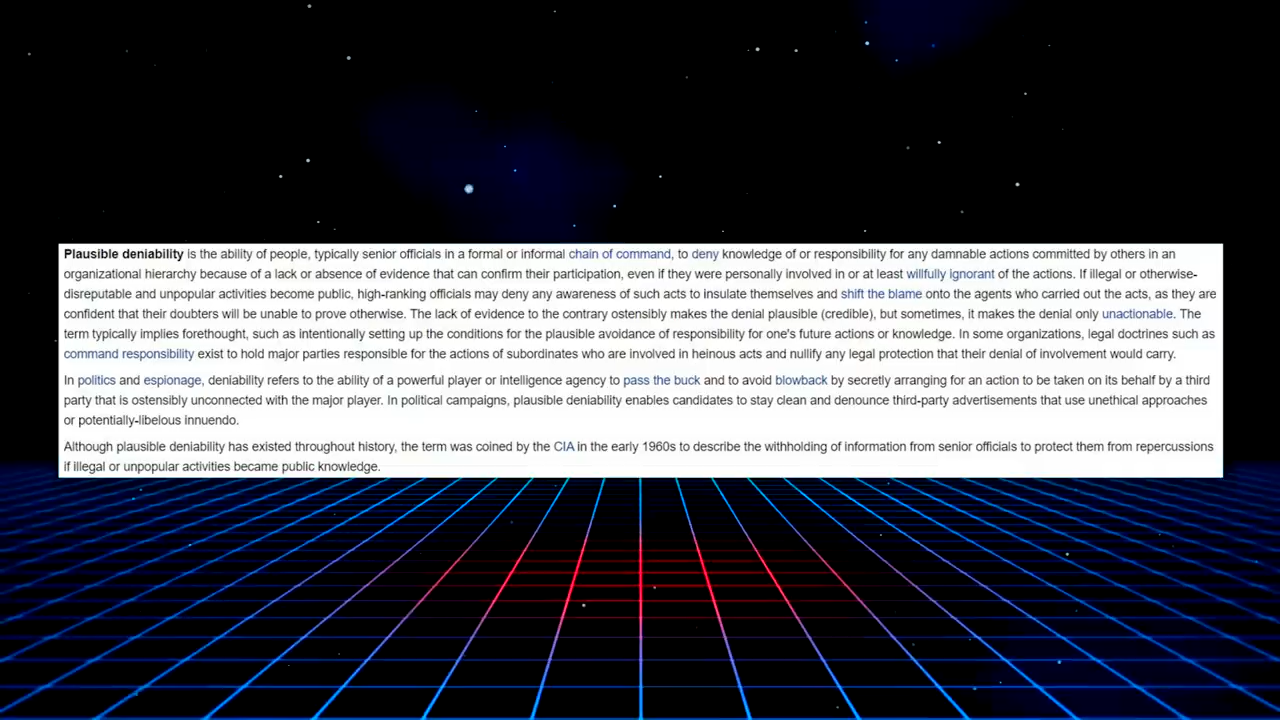 Plausible deniability is the ability of people, typically senior officials in a formal or informal chain of command, to deny knowledge of or responsibility for any damnable actions committed by others in an
organizational hierarchy because of a lack or absence of evidence that can confirm their participation, even if they were personally involved in or at least willfully ignorant of the actions. If illegal or otherwise-
disreputable and unpopular activities become public, high-ranking officials may deny any awareness of such acts to insulate themselves and shift the blame onto the agents who carried out the acts, as they are
confident that their doubters will be unable to prove otherwise. The lack of evidence to the contrary ostensibly makes the denial plausible (credible), but sometimes, it makes the denial only unactionable. The
term typically implies forethought, such as intentionally setting up the conditions for the plausible avoidance of responsibility for one's future actions or knowledge. In some organizations, legal doctrines such as
command responsibility exist to hold major parties responsible for the actions of subordinates who are involved in heinous acts and nullify any legal protection that their denial of involvement would carry.
In politics and espionage, deniability refers to the ability of a powerful player or intelligence agency to pass the buck and to avoid blowback by secretly arranging for an action to be taken on its behalf by a third
party that is ostensibly unconnected with the major player. In political campaigns, plausible deniability enables candidates to stay clean and denounce third-party advertisements that use unethical approaches
or potentially-libelous innuendo.
Although plausible deniability has existed throughout history, the term was coined by the CIA in the early 1960s to describe the withholding of information from senior officials to protect them from repercussions
if illegal or unpopular activities became public knowledge.